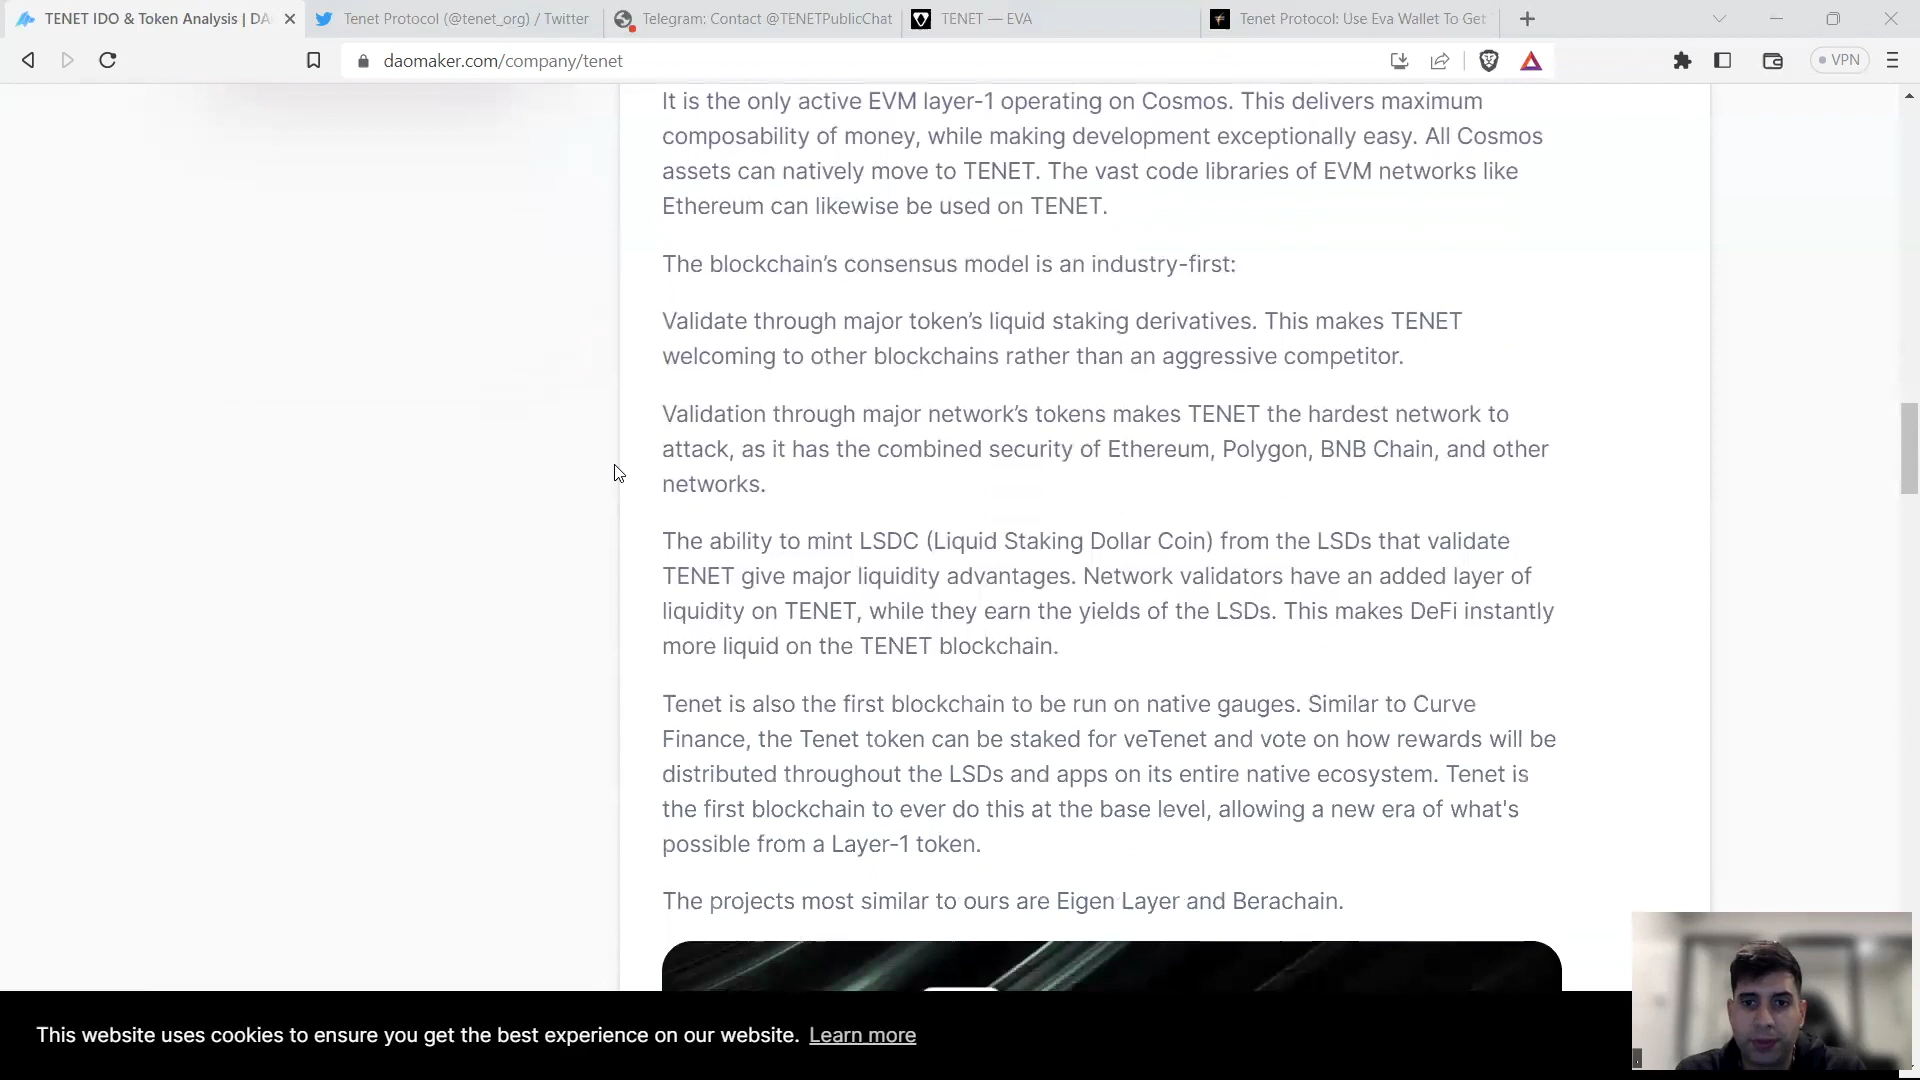 TENET IDO & Token Analysis | DA
Tenet Protocol (@tenet_org) / Twitter
Telegram: Contact @TENETPublicChat
TENET — EVA
Tenet Protocol: Use Eva Wallet To Get
daomaker.com/company/tenet
VPN
It is the only active EVM layer-1 operating on Cosmos. This delivers maximum
composability of money, while making development exceptionally easy. All Cosmos
assets can natively move to TENET. The vast code libraries of EVM networks like
Ethereum can likewise be used on TENET.
The blockchain’s consensus model is an industry-first:
Validate through major token’s liquid staking derivatives. This makes TENET
welcoming to other blockchains rather than an aggressive competitor.
Validation through major network’s tokens makes TENET the hardest network to
attack, as it has the combined security of Ethereum, Polygon, BNB Chain, and other
networks.
The ability to mint LSDC (Liquid Staking Dollar Coin) from the LSDs that validate
TENET give major liquidity advantages. Network validators have an added layer of
liquidity on TENET, while they earn the yields of the LSDs. This makes DeFi instantly
more liquid on the TENET blockchain.
Tenet is also the first blockchain to be run on native gauges. Similar to Curve
Finance, the Tenet token can be staked for veTenet and vote on how rewards will be
distributed throughout the LSDs and apps on its entire native ecosystem. Tenet is
the first blockchain to ever do this at the base level, allowing a new era of what's
possible from a Layer-1 token.
The projects most similar to ours are Eigen Layer and Berachain.
This website uses cookies to ensure you get the best experience on our website. Learn more